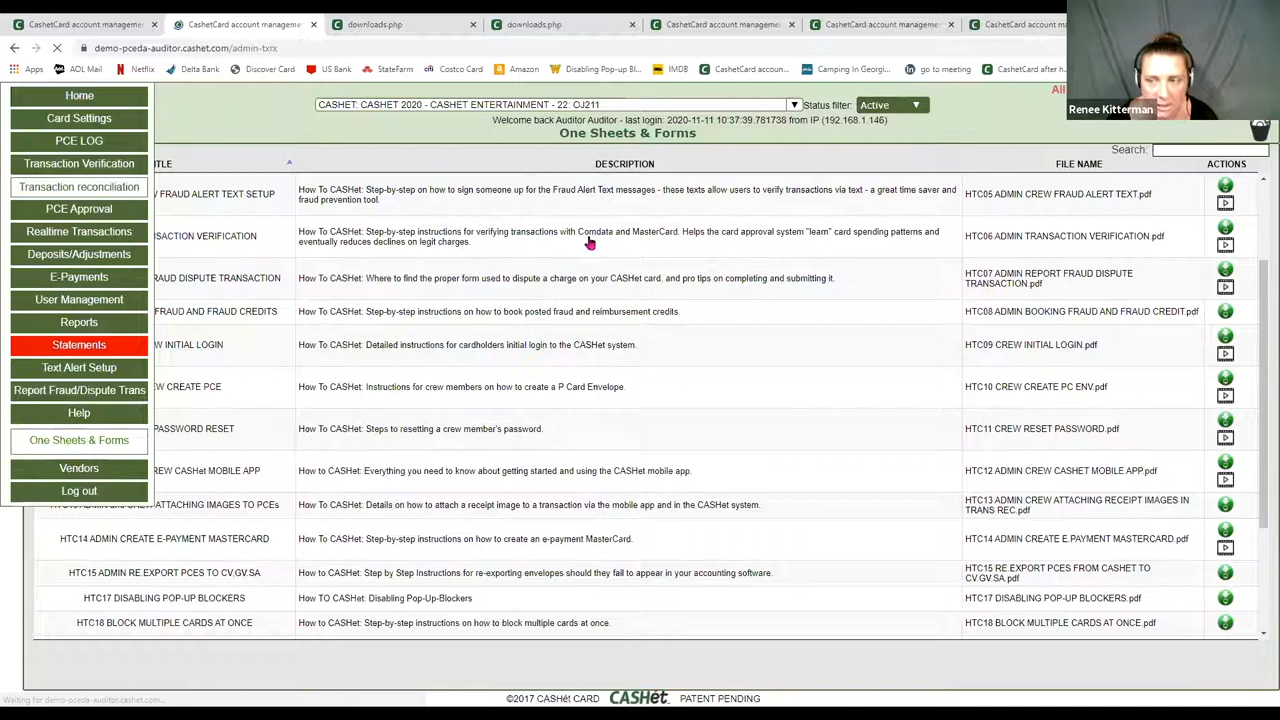 CashetCard account manageme
CashetCard account manageme
downloads.php
downloads.php
CashetCard account manageme
CashetCard account manageme
CashetCard account ma
demo-pceda-auditor.cashet.com/admin-txrx
Apps AOL Mail Netflix Delta Bank Discover Card US Bank StateFarm Costco Card Amazon Disabling Pop-up Bl... IMDB CashetCard accoun... Camping In Georgi... go to meeting CashetCard after h
Renee Kitterman
Home
Card Settings
PCE LOG
Transaction Verification
Transaction reconciliation
PCE Approval
Realtime Transactions
Deposits/Adjustments
E-Payments
User Management
Reports
Statements
Text Alert Setup
Report Fraud/Dispute Trans
Help
One Sheets & Forms
Vendors
Log out
CASHET: CASHET 2020 - CASHET ENTERTAINMENT - 22: OJ211
Status filter: Active
Welcome back Auditor Auditor - last login: 2020-11-11 10:37:39.781738 from IP (192.168.1.146)
One Sheets & Forms
Search:
DESCRIPTION FILE NAME ACTIONS
W FRAUD ALERT TEXT SETUP
How To CASHet: Step-by-step on how to sign someone up for the Fraud Alert Text messages - these texts allow users to verify transactions via text - a great time saver and
fraud prevention tool.
HTC05 ADMIN CREW FRAUD ALERT TEXT.pdf
SACTION VERIFICATION
How To CASHet: Step-by-step instructions for verifying transactions with Comdata and MasterCard. Helps the card approval system "learn" card spending patterns and
eventually reduces declines on legit charges.
HTC06 ADMIN TRANSACTION VERIFICATION.pdf
RAUD DISPUTE TRANSACTION
How To CASHet: Where to find the proper form used to dispute a charge on your CASHet card, and pro tips on completing and submitting it.
HTC07 ADMIN REPORT FRAUD DISPUTE
TRANSACTION.pdf
FRAUD AND FRAUD CREDITS
How To CASHet: Step-by-step instructions on how to book posted fraud and reimbursement credits.
HTC08 ADMIN BOOKING FRAUD AND FRAUD CREDIT.pdf
W INITIAL LOGIN
How To CASHet: Detailed instructions for cardholders initial login to the CASHet system.
HTC09 CREW INITIAL LOGIN.pdf
W CREATE PCE
How To CASHet: Instructions for crew members on how to create a P Card Envelope.
HTC10 CREW CREATE PC ENV.pdf
PASSWORD RESET
How To CASHet: Steps to resetting a crew member's password.
HTC11 CREW RESET PASSWORD.pdf
REW CASHet MOBILE APP
How to CASHet: Everything you need to know about getting started and using the CASHet mobile app.
HTC12 ADMIN CREW CASHET MOBILE APP.pdf
ATTACHING IMAGES TO PCEs
How To CASHet: Details on how to attach a receipt image to a transaction via the mobile app and in the CASHet system.
HTC13 ADMIN CREW ATTACHING RECEIPT IMAGES IN
TRANS REC.pdf
HTC14 ADMIN CREATE E-PAYMENT MASTERCARD
How To CASHet: Step-by-step instructions on how to create an e-payment MasterCard.
HTC14 ADMIN CREATE E.PAYMENT MASTERCARD.pdf
HTC15 ADMIN RE.EXPORT PCES TO CV.GV.SA
How to CASHet: Step by Step Instructions for re-exporting envelopes should they fail to appear in your accounting software.
HTC15 RE.EXPORT PCES FROM CASHET TO
CV.GV.SA.pdf
HTC17 DISABLING POP-UP BLOCKERS
How TO CASHet: Disabling Pop-Up-Blockers
HTC17 DISABLING POP-UP BLOCKERS.pdf
HTC18 BLOCK MULTIPLE CARDS AT ONCE
How to CASHet: Step-by-step instructions on how to block multiple cards at once.
HTC18 BLOCK MULTIPLE CARDS AT ONCE.pdf
Waiting for demo-pceda-auditor.cashet.com...
©2017 CASHét CARD CASHét PATENT PENDING